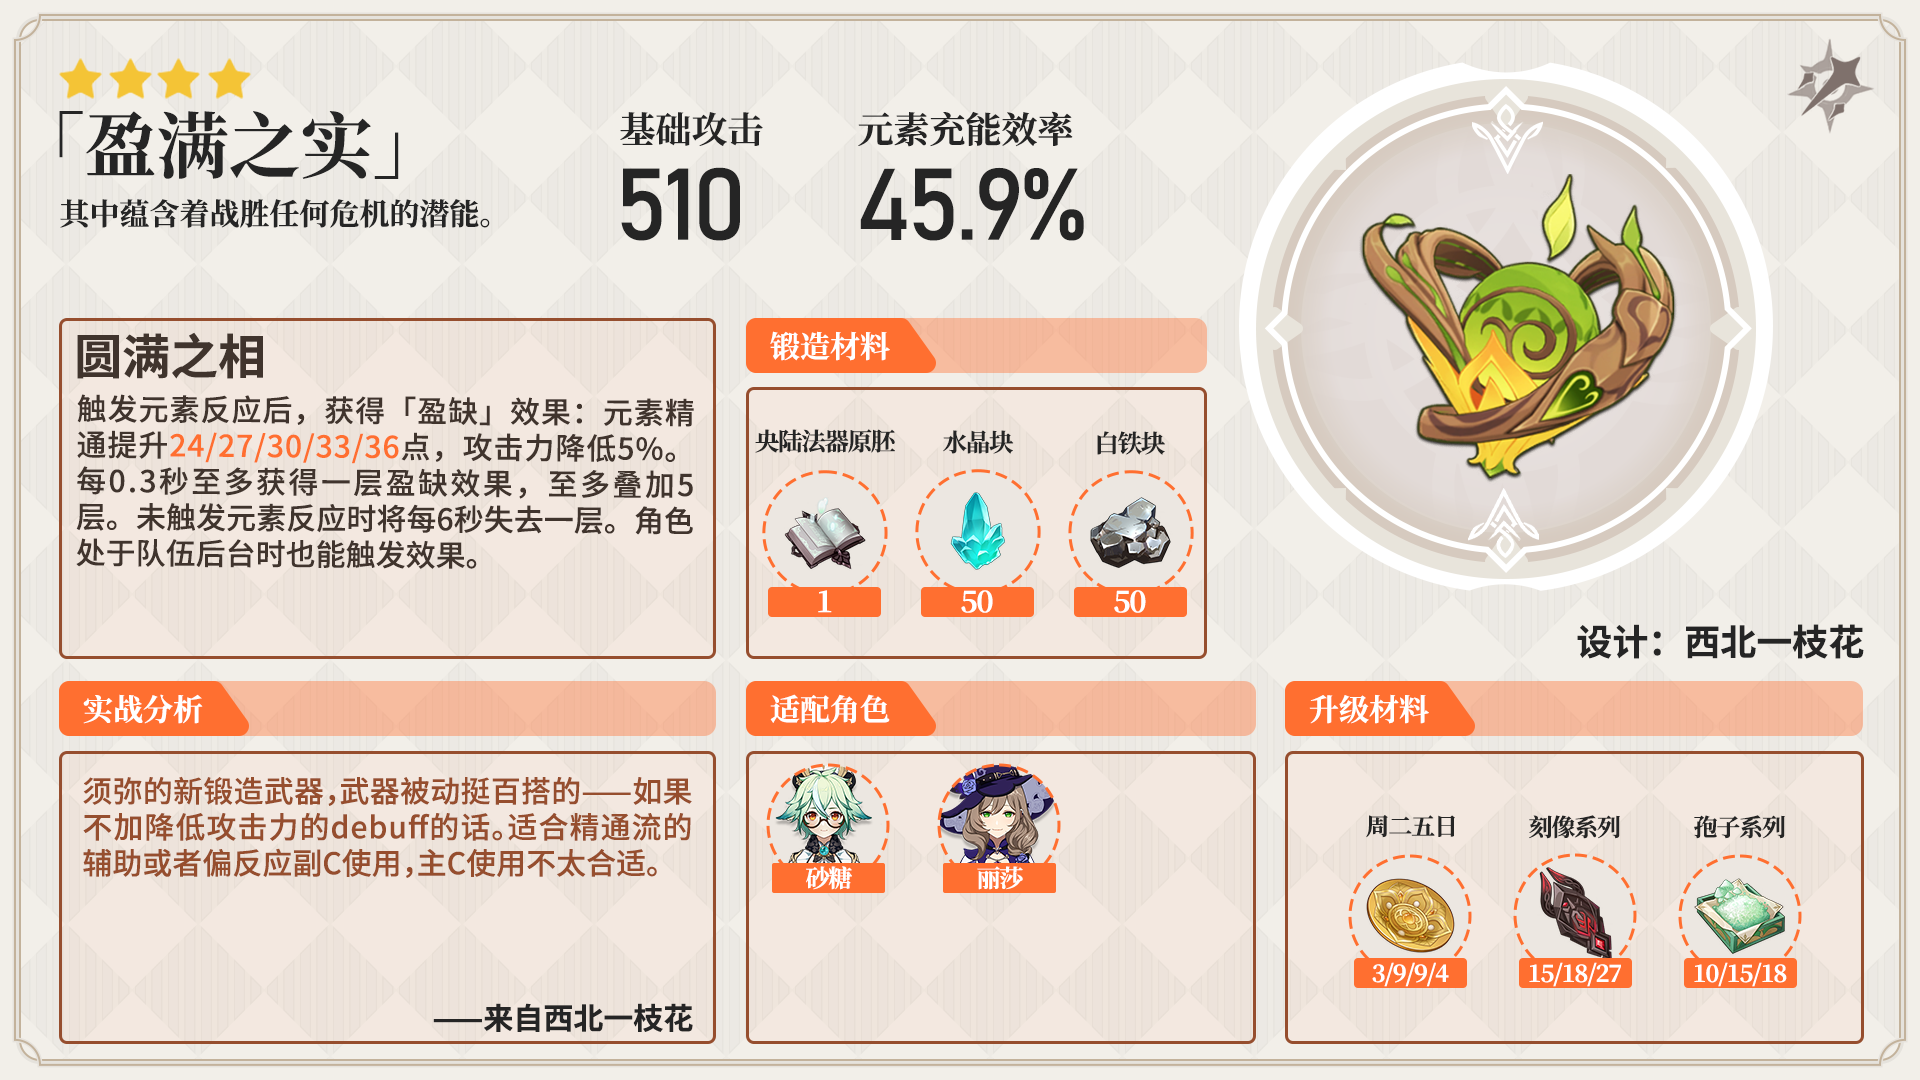 「盈满之实」
其中蕴含着战胜任何危机的潜能。
基础攻击
510
元素充能效率
45.9%
圆满之相
触发元素反应后，获得「盈缺」效果：元素精
通提升24/27/30/33/36点，攻击力降低5%。
每0.3秒至多获得一层盈缺效果，至多叠加5
层。未触发元素反应时将每6秒失去一层。角色
处于队伍后台时也能触发效果。
锻造材料
央陆法器原胚
水晶块
白铁块
1
50
50
设计：西北一枝花
实战分析
须弥的新锻造武器，武器被动挺百搭的——如果
不加降低攻击力的debuff的话。适合精通流的
辅助或者偏反应副C使用，主C使用不太合适。
——来自西北一枝花
适配角色
砂糖
丽莎
升级材料
周二五日
刻像系列
孢子系列
3/9/9/4
15/18/27
10/15/18